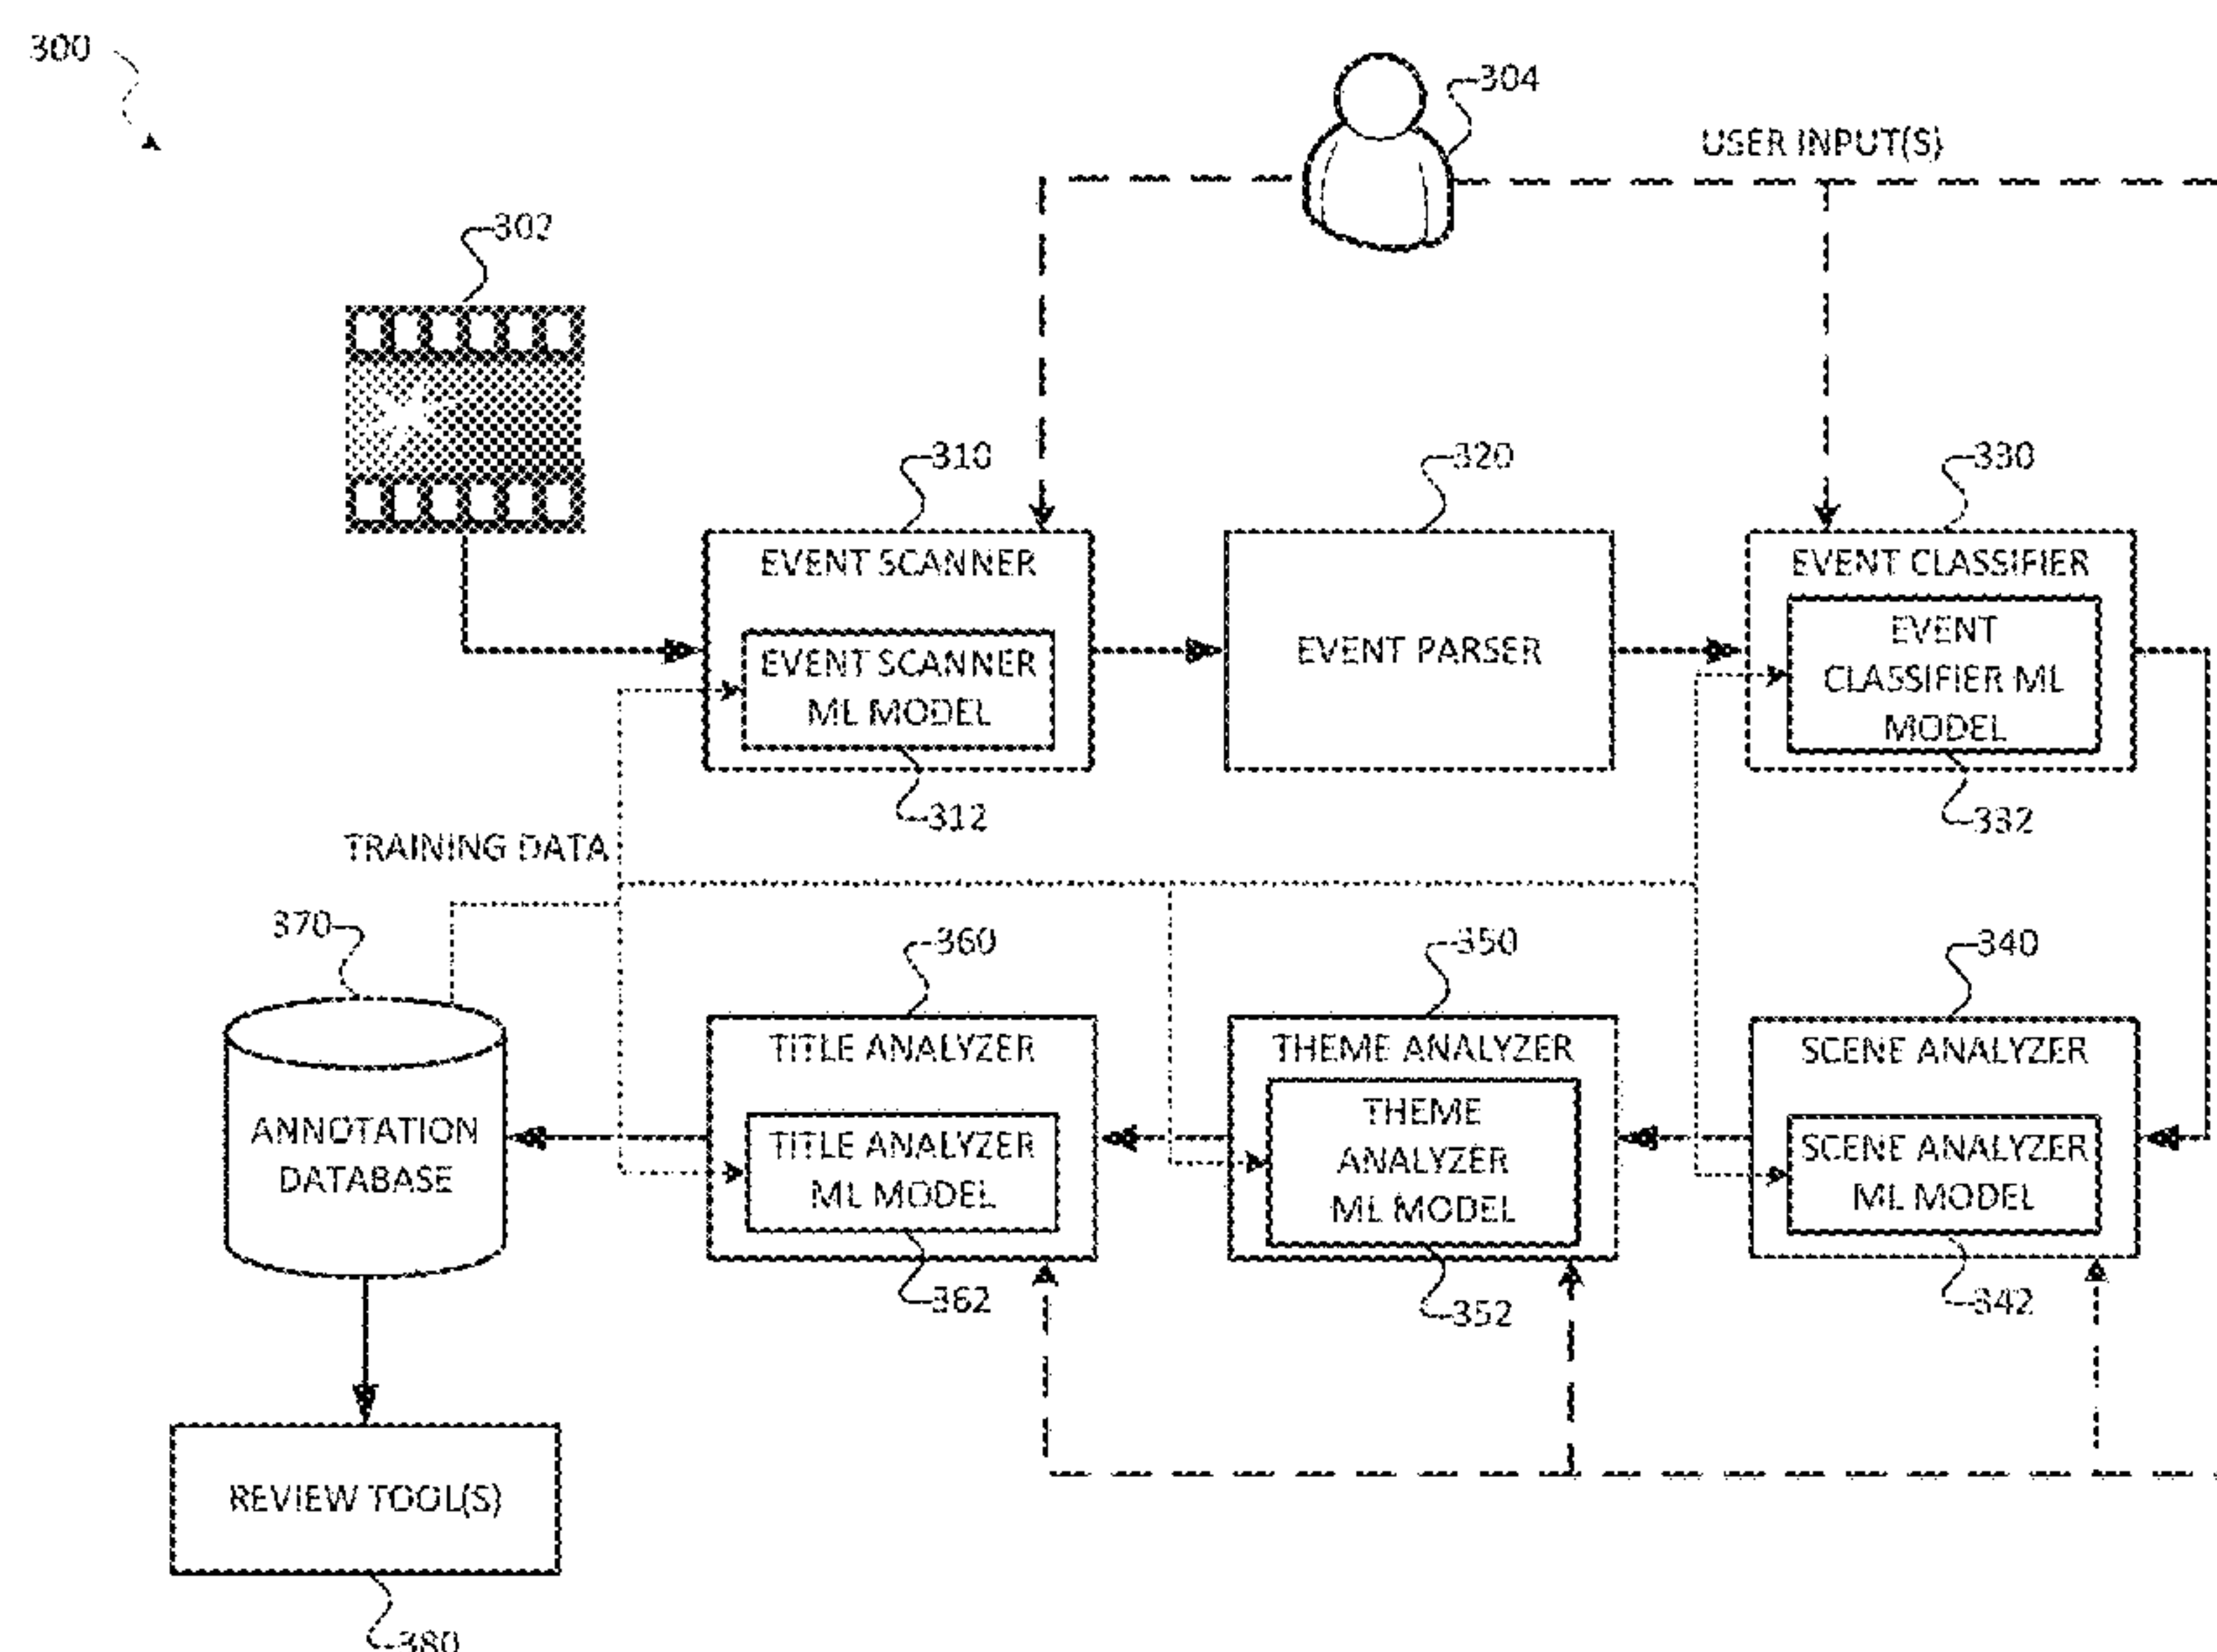 300
304
USER INPUT(S)
302
310
320
330
EVENT SCANNER
EVENT SCANNER
ML MODEL
EVENT PARSER
EVENT CLASSIFIER
EVENT
CLASSIFIER ML
MODEL
312
332
TRAINING DATA
370
360
350
340
ANNOTATION
DATABASE
TITLE ANALYZER
TITLE ANALYZER
ML MODEL
THEME ANALYZER
THEME
ANALYZER
ML MODEL
SCENE ANALYZER
SCENE ANALYZER
ML MODEL
362
352
342
REVIEW TOOL(S)
380